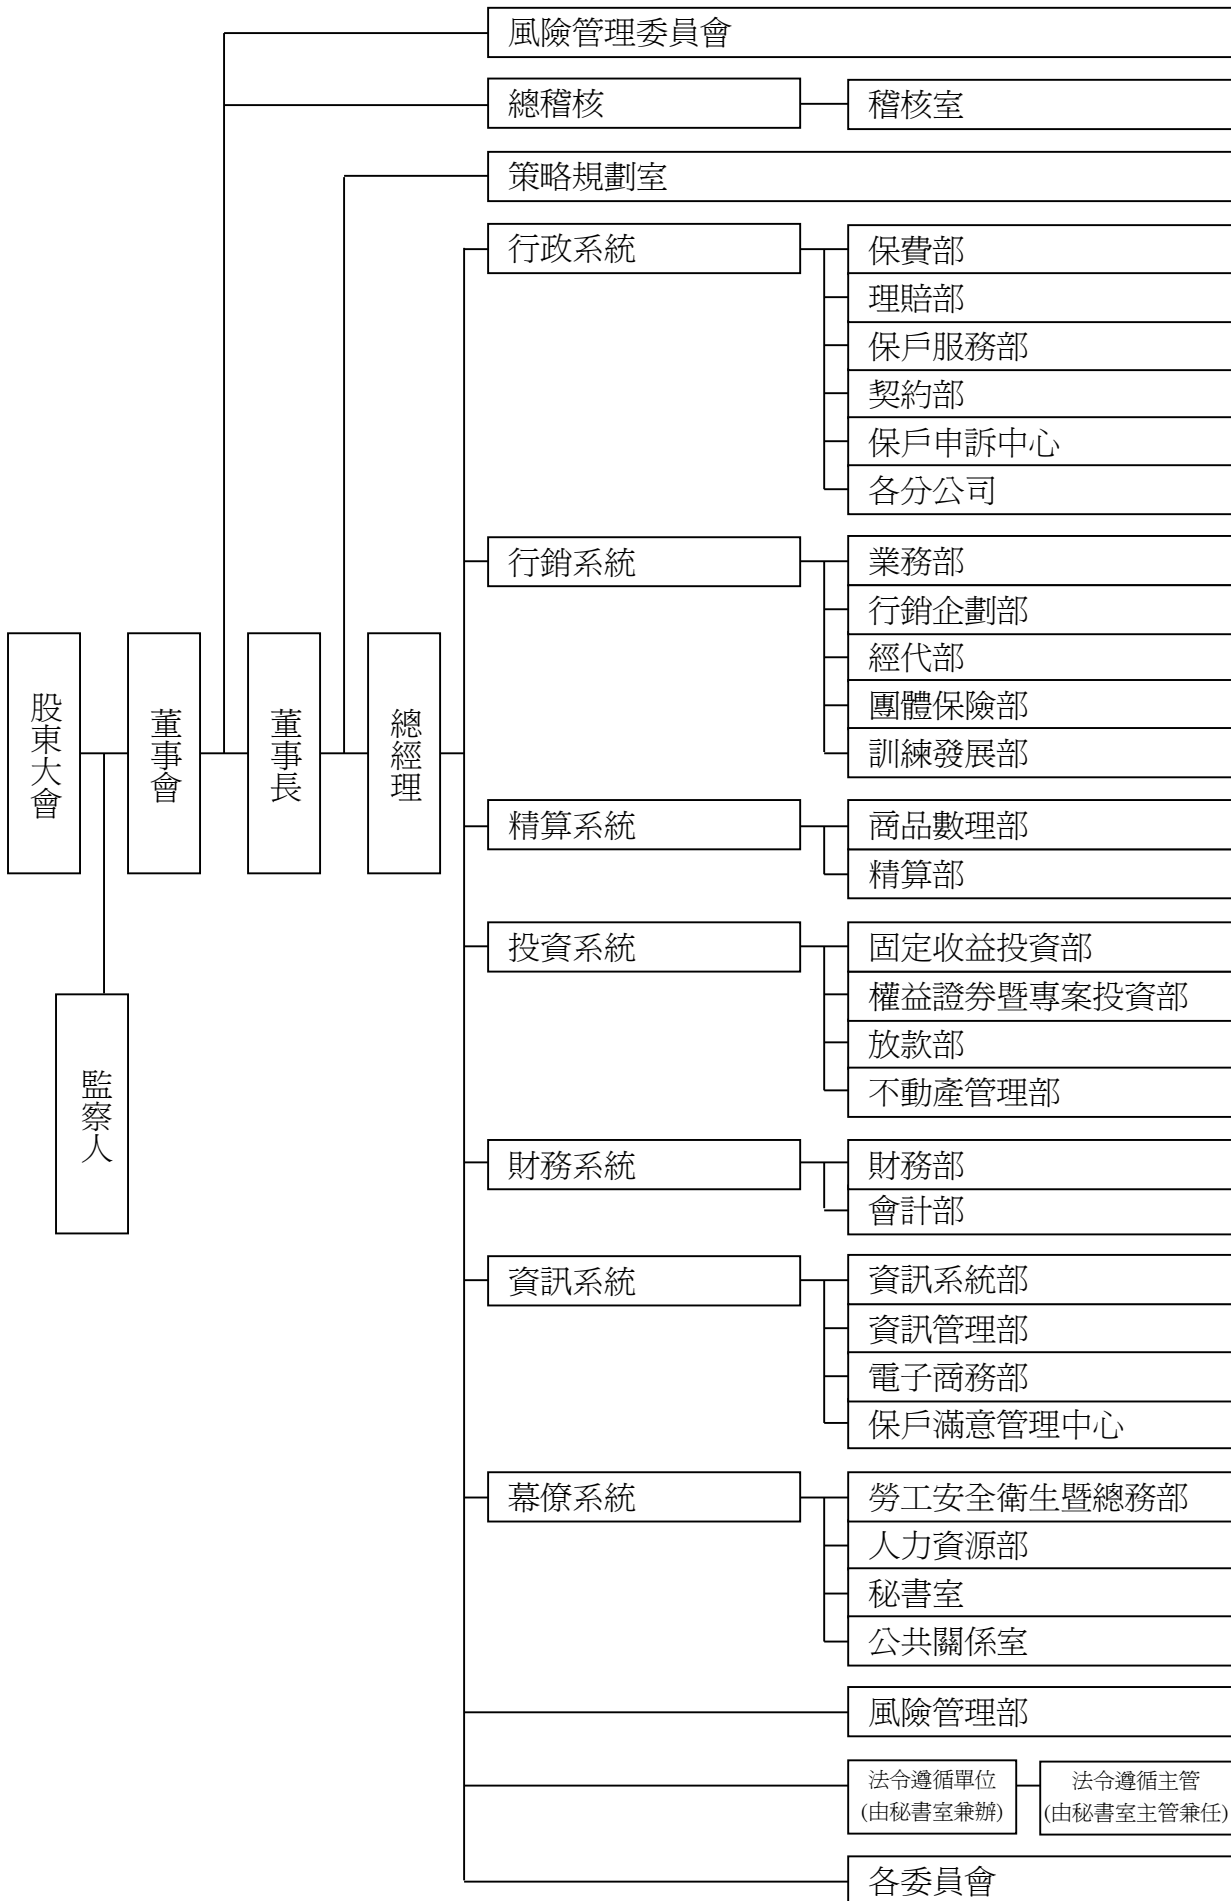 風險管理委員會
總稽核
稽核室
策略規劃室
行政系統
保費部
理賠部
保戶服務部
契約部
保戶申訴中心
各分公司
行銷系統
業務部
行銷企劃部
經代部
團體保險部
訓練發展部
股東大會
董事會
董事長
總經理
監察人
精算系統
商品數理部
精算部
投資系統
固定收益投資部
權益證券暨專案投資部
放款部
不動產管理部
財務系統
財務部
會計部
資訊系統
資訊系統部
資訊管理部
電子商務部
保戶滿意管理中心
幕僚系統
勞工安全衛生暨總務部
人力資源部
秘書室
公共關係室
風險管理部
法令遵循單位
(由秘書室兼辦)
法令遵循主管
(由秘書室主管兼任)
各委員會